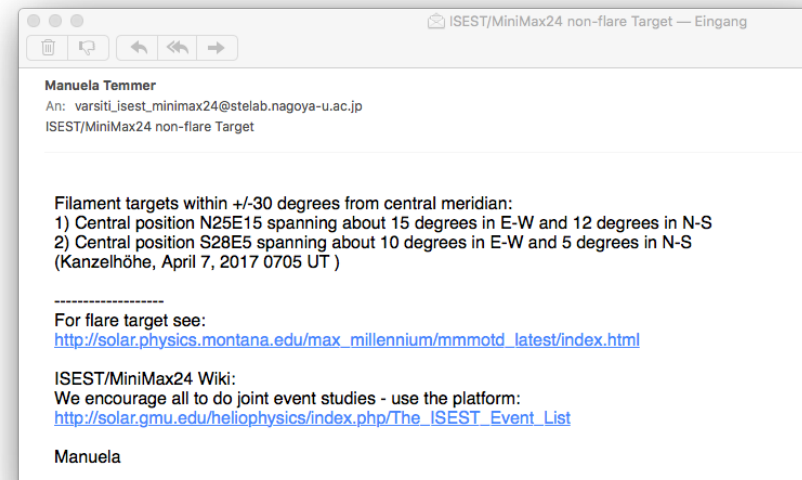 ISEST/MiniMax24 non-flare Target — Eingang
Manuela Temmer
An: varsiti_isest_minimax24@stelab.nagoya-u.ac.jp
ISEST/MiniMax24 non-flare Target
Filament targets within +/-30 degrees from central meridian:
1) Central position N25E15 spanning about 15 degrees in E-W and 12 degrees in N-S
2) Central position S28E5 spanning about 10 degrees in E-W and 5 degrees in N-S
(Kanzelhöhe, April 7, 2017 0705 UT )
-------------------
For flare target see:
http://solar.physics.montana.edu/max_millennium/mmmotd_latest/index.html
ISEST/MiniMax24 Wiki:
We encourage all to do joint event studies - use the platform:
http://solar.gmu.edu/heliophysics/index.php/The_ISEST_Event_List
Manuela